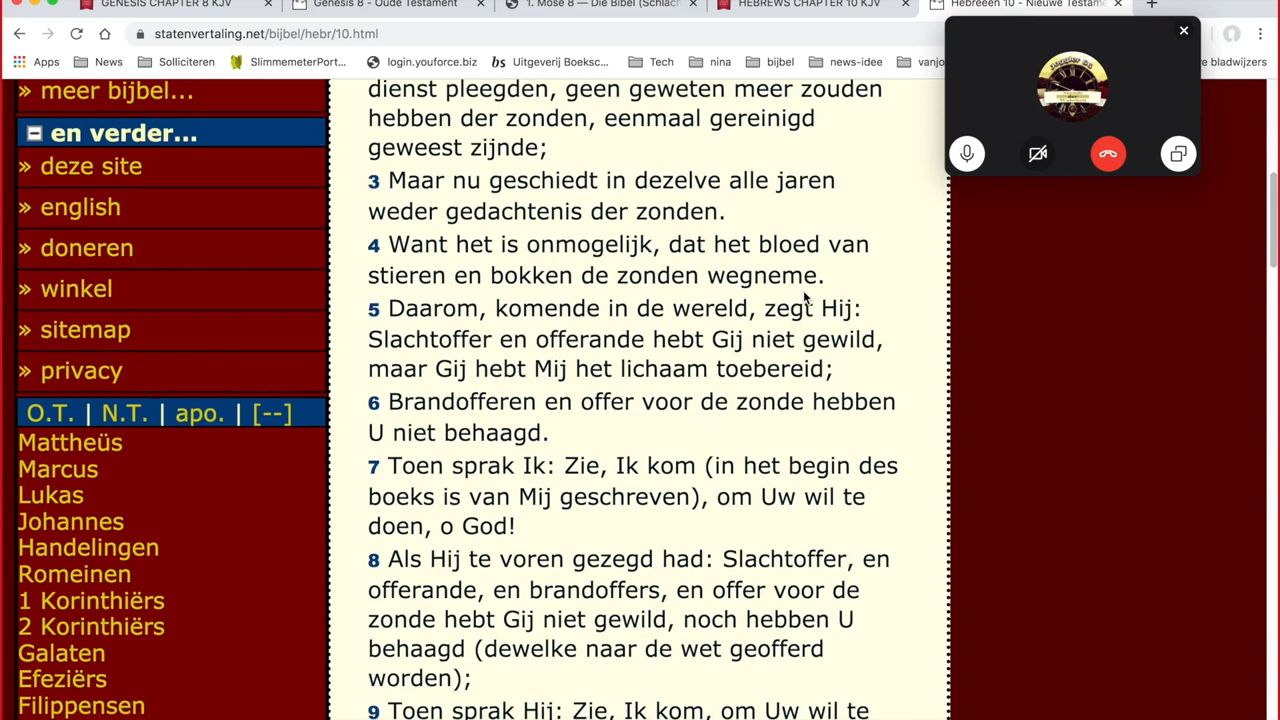 GENESIS CHAPTER 8 KJV
Genesis 8 - Oude Testament
1. Mose 8 — Die Bibel (Schlach
HEBREWS CHAPTER 10 KJV
Hebreeën 10 - Nieuwe Testam
statenvertaling.net/bijbel/hebr/10.html
Apps
News
Solliciteren
SlimmemeterPort...
login.youforce.biz
bs Uitgeverij Boeksc...
Tech
nina
bijbel
news-idee
vanjo
re bladwijzers
» meer bijbel...
en verder...
» deze site
» english
» doneren
» winkel
» sitemap
» privacy
O.T. | N.T. | apo. | [--]
Mattheüs
Marcus
Lukas
Johannes
Handelingen
Romeinen
1 Korinthiërs
2 Korinthiërs
Galaten
Efeziërs
Filippensen
dienst pleegden, geen geweten meer zouden
hebben der zonden, eenmaal gereinigd
geweest zijnde;
3 Maar nu geschiedt in dezelve alle jaren
weder gedachtenis der zonden.
4 Want het is onmogelijk, dat het bloed van
stieren en bokken de zonden wegneme.
5 Daarom, komende in de wereld, zegt Hij:
Slachtoffer en offerande hebt Gij niet gewild,
maar Gij hebt Mij het lichaam toebereid;
6 Brandofferen en offer voor de zonde hebben
U niet behaagd.
7 Toen sprak Ik: Zie, Ik kom (in het begin des
boeks is van Mij geschreven), om Uw wil te
doen, o God!
8 Als Hij te voren gezegd had: Slachtoffer, en
offerande, en brandoffers, en offer voor de
zonde hebt Gij niet gewild, noch hebben U
behaagd (dewelke naar de wet geofferd
worden);
9 Toen sprak Hij: Zie, Ik kom, om Uw wil te